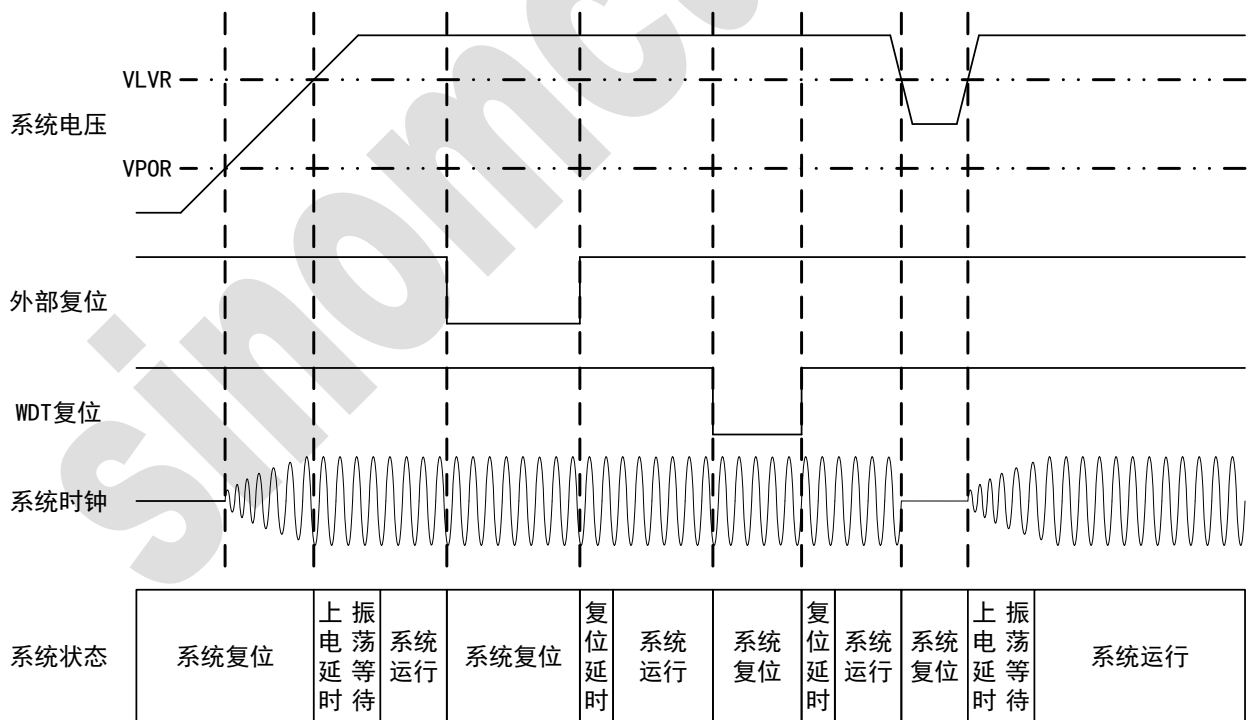 VLVR
系统电压
VPOR
外部复位
WDT复位
系统时钟
系统状态
系统复位
上电延时
振荡等待
系统运行
系统复位
复位延时
系统运行
系统复位
复位延时
系统运行
系统复位
上电延时
振荡等待
系统运行